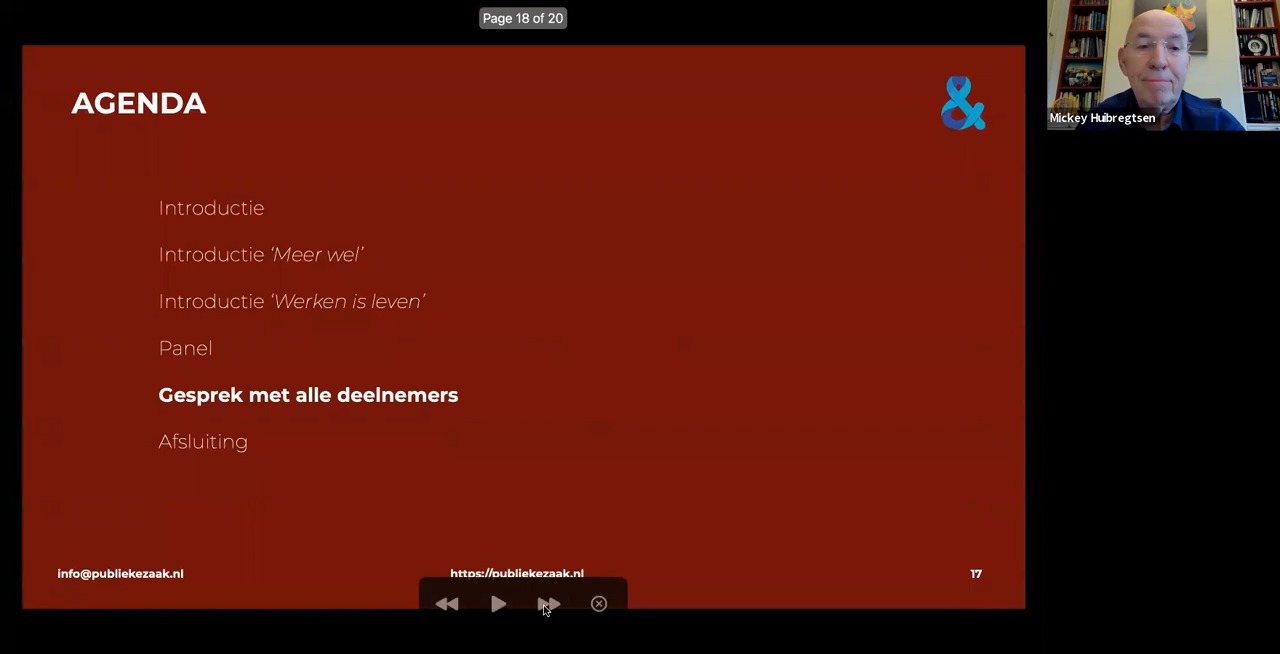 Page 18 of 20
AGENDA
&
Mickey Huibregtsen
Introductie
Introductie ‘Meer wel’
Introductie ‘Werken is leven’
Panel
Gesprek met alle deelnemers
Afsluiting
info@publiekezaak.nl
https://publiekezaak.nl
17